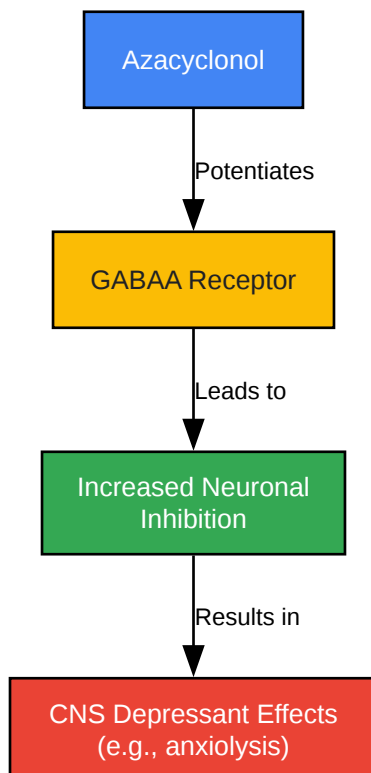 Azacyclonol
Potentiates
GABAA Receptor
Leads to
Increased Neuronal
Inhibition
Results in
CNS Depressant Effects
(e.g., anxiolysis)